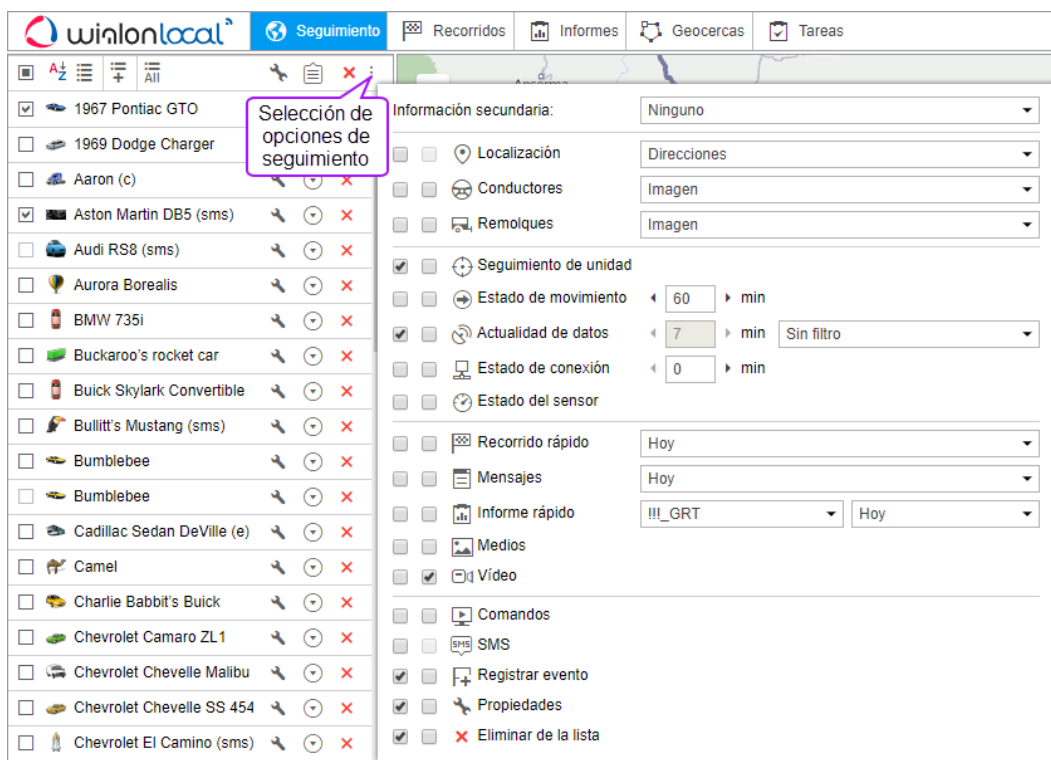 wialonlocal
Seguimiento
Recorridos
Informes
Geocercas
Tareas
AZ
All
Anserma
1967 Pontiac GTO
1969 Dodge Charger
Aaron (c)
Aston Martin DB5 (sms)
Audi RS8 (sms)
Aurora Borealis
BMW 735i
Buckaroo's rocket car
Buick Skylark Convertible
Bullitt's Mustang (sms)
Bumblebee
Bumblebee
Cadillac Sedan DeVille (e)
Camel
Charlie Babbit's Buick
Chevrolet Camaro ZL1
Chevrolet Chevelle Malibu
Chevrolet Chevelle SS 454
Chevrolet El Camino (sms)
Selección de
opciones de
seguimiento
Información secundaria: Ninguno
Localización Direcciones
Conductores Imagen
Remolques Imagen
Seguimiento de unidad
Estado de movimiento 60 min
Actualidad de datos 7 min Sin filtro
Estado de conexión 0 min
Estado del sensor
Recorrido rápido Hoy
Mensajes Hoy
Informe rápido !!!_GRT Hoy
Medios
Vídeo
Comandos
SMS SMS
Registrar evento
Propiedades
Eliminar de la lista